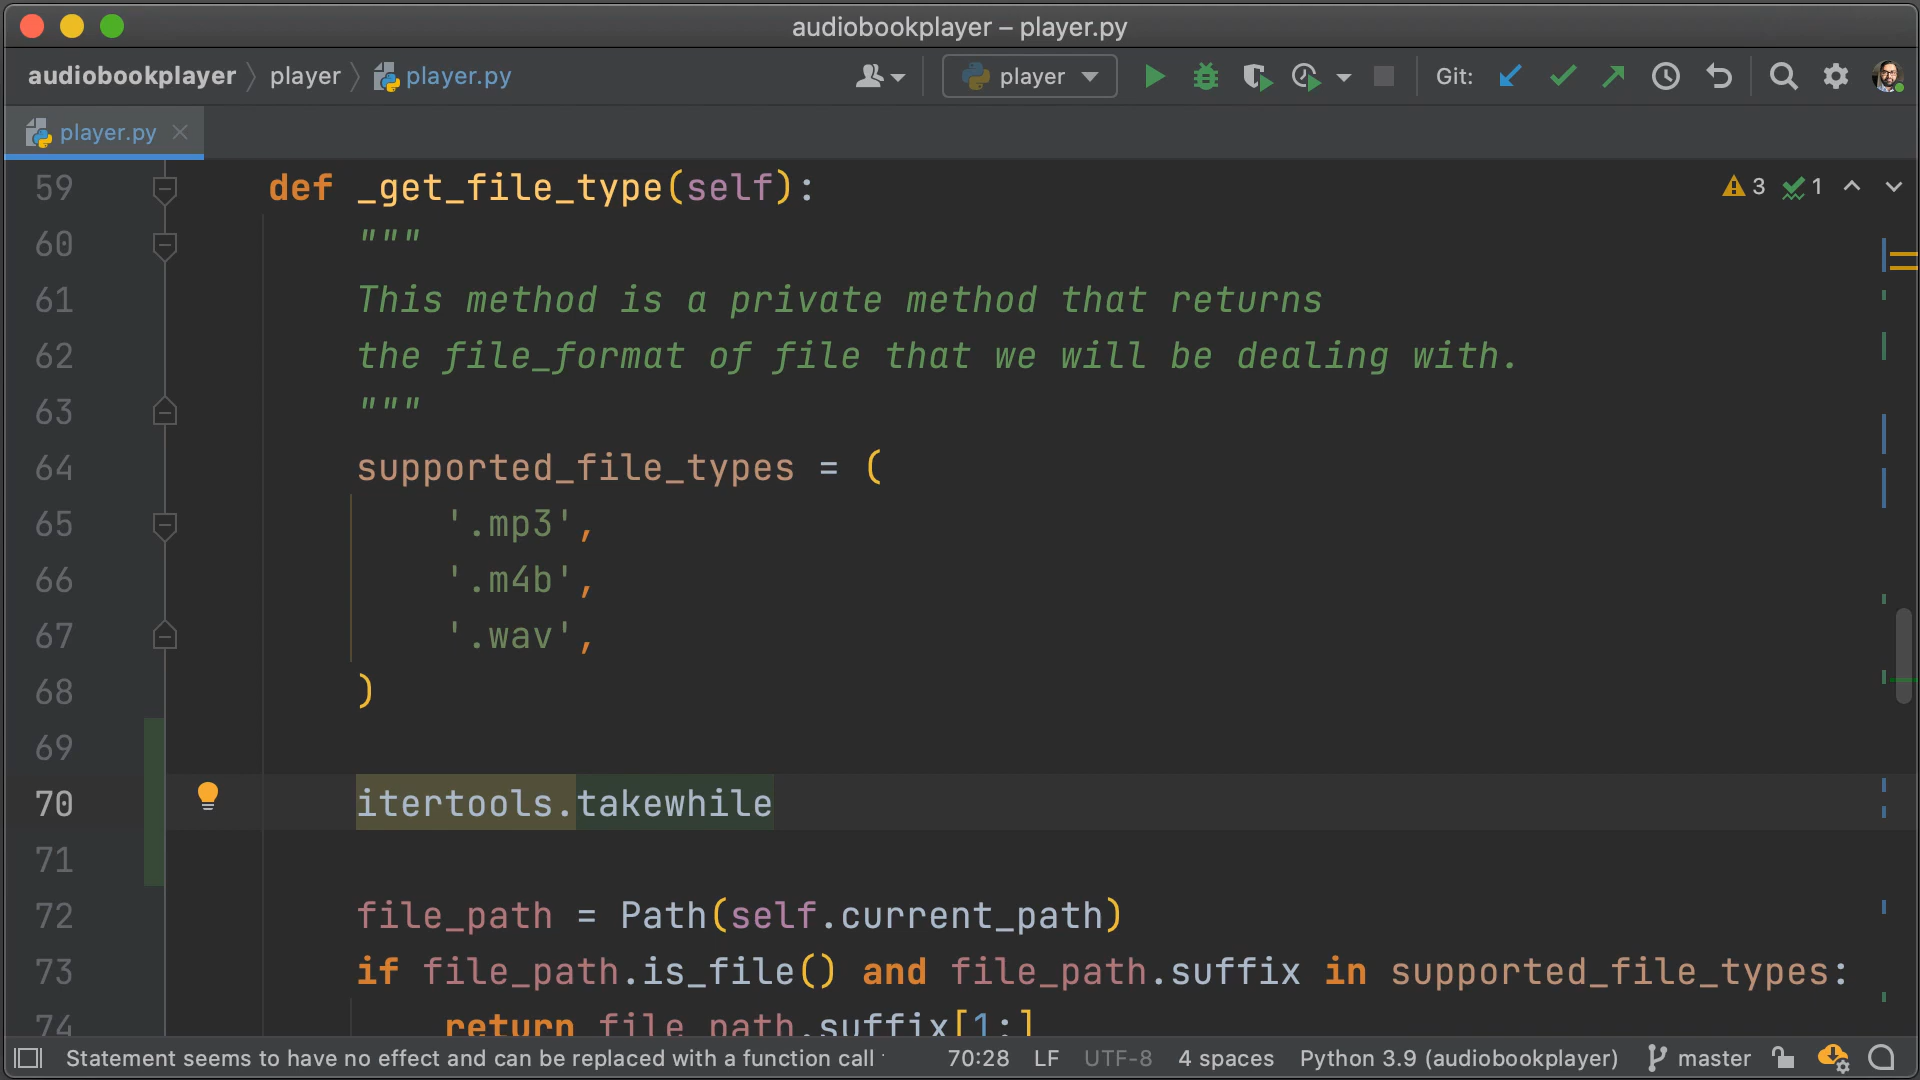 audiobookplayer – player.py
audiobookplayer player player.py player Git:
player.py
59 def _get_file_type(self): 3 1
60 """
61 This method is a private method that returns
62 the file_format of file that we will be dealing with.
63 """
64 supported_file_types = (
65 '.mp3',
66 '.m4b',
67 '.wav',
68 )
69
70 itertools.takewhile
71
72 file_path = Path(self.current_path)
73 if file_path.is_file() and file_path.suffix in supported_file_types:
74 return file_path.suffix[1:]
Statement seems to have no effect and can be replaced with a function call 70:28 LF UTF-8 4 spaces Python 3.9 (audiobookplayer) master